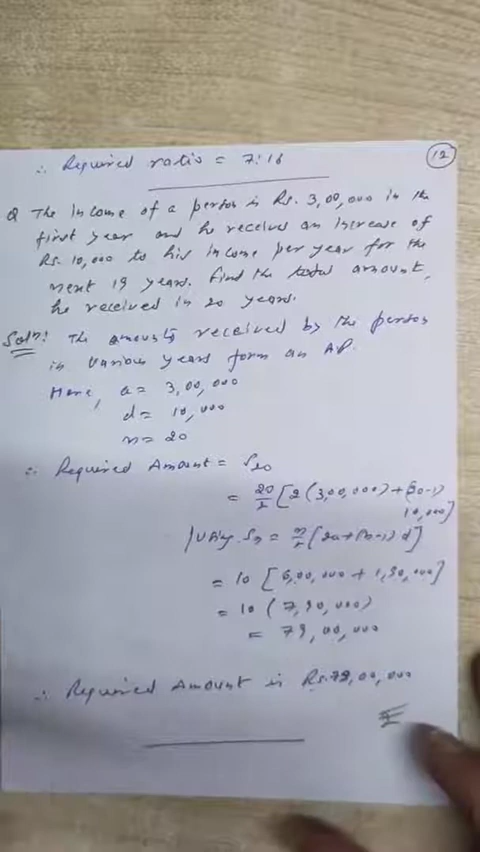 ∴ Required ratio = 7:16
12
Q The income of a person is Rs. 3,00,000 in the
first year and he receives an increase of
Rs. 10,000 to his income per year for the
next 19 years. Find the total amount,
he received in 20 years.
Soln: The amounts received by the person
in various years form an AP.
Here, a = 3,00,000
d = 10,000
n = 20
∴ Required Amount = S20
= 20/2 [2(3,00,000) + (20-1)
10,000]
|Using Sn = n/2 [2a+(n-1)d]
= 10 [6,00,000 + 1,90,000]
= 10 (7,90,000)
= 79,00,000
∴ Required Amount is Rs. 79,00,000